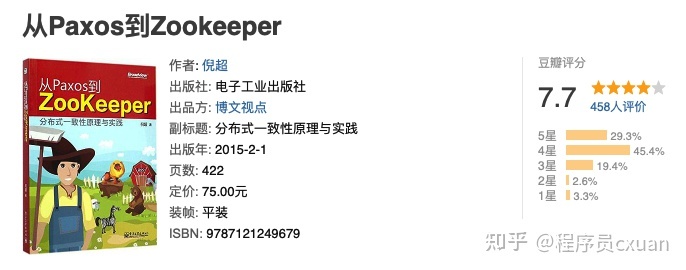 从Paxos到Zookeeper
从Paxos到
ZooKeeper
分布式一致性原理与实践
作者: 倪超
出版社: 电子工业出版社
出品方: 博文视点
副标题: 分布式一致性原理与实践
出版年: 2015-2-1
页数: 422
定价: 75.00元
装帧: 平装
ISBN: 9787121249679
豆瓣评分
7.7
458人评价
5星 29.3%
4星 45.4%
3星 19.4%
2星 2.6%
1星 3.3%
知乎 @程序员cxuan